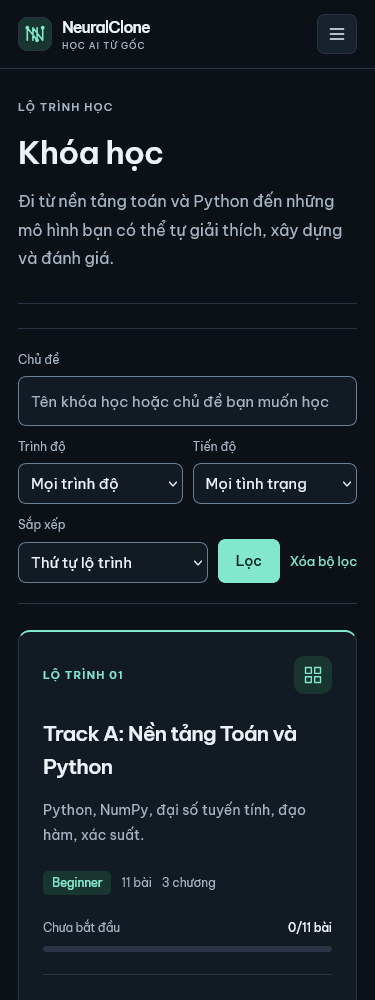 NeuralClone
HỌC AI TỪ GỐC
LỘ TRÌNH HỌC
Khóa học
Đi từ nền tảng toán và Python đến những
mô hình bạn có thể tự giải thích, xây dựng
và đánh giá.
Chủ đề
Tên khóa học hoặc chủ đề bạn muốn học
Trình độ
Tiến độ
Mọi trình độ
Mọi tình trạng
Sắp xếp
Thứ tự lộ trình
Lọc
Xóa bộ lọc
LỘ TRÌNH 01
Track A: Nền tảng Toán và
Python
Python, NumPy, đại số tuyến tính, đạo
hàm, xác suất.
Beginner 11 bài 3 chương
Chưa bắt đầu 0/11 bài